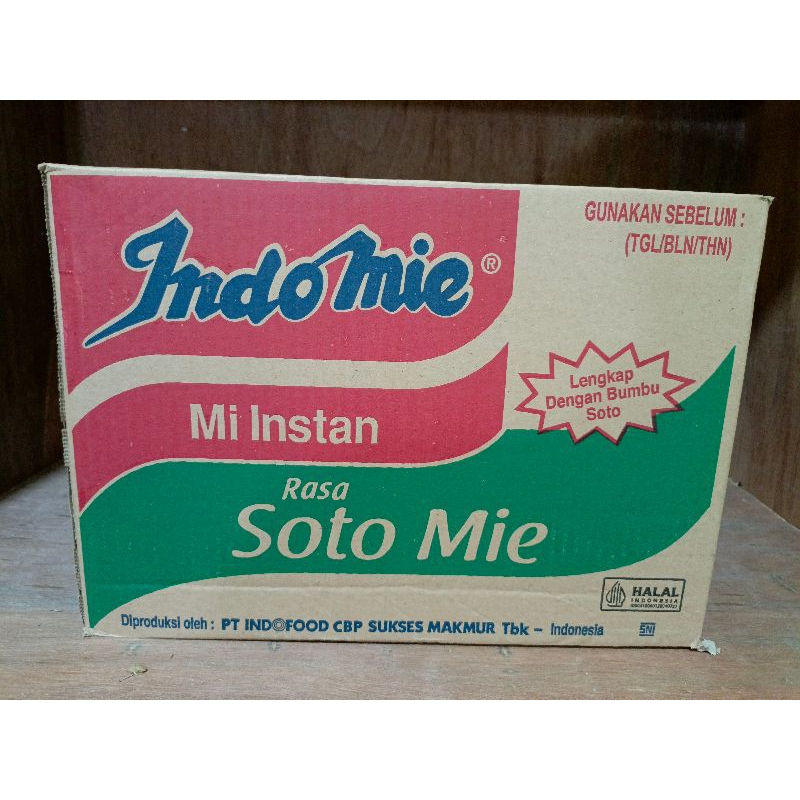 Indomie®
GUNAKAN SEBELUM :
(TGL/BLN/THN)
Mi Instan
Lengkap
Dengan Bumbu
Soto
Rasa
Soto Mie
HALAL
INDONESIA
Diproduksi oleh : PT INDOFOOD CBP SUKSES MAKMUR Tbk – Indonesia
SNI